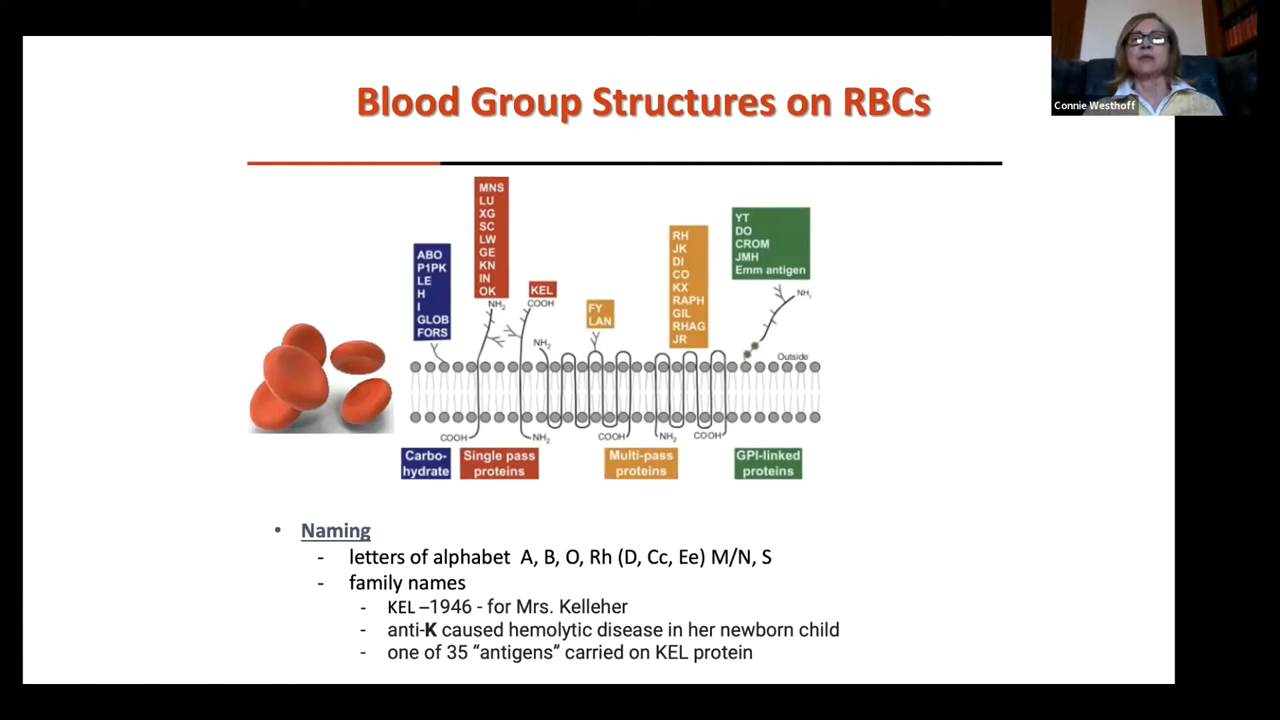 Blood Group Structures on RBCs
Connie Westhoff
MNS
LU
XG
SC
LW
GE
KN
IN
OK
ABO
P1PK
LE
H
I
GLOB
FORS
KEL
NH2
COOH
FY
LAN
NH2
RH
JK
DI
CO
KX
RAPH
GIL
RHAG
JR
YT
DO
CROM
JMH
Emm antigen
NH2
Outside
COOH
NH2
COOH
NH2
COOH
Carbo-
hydrate
Single pass
proteins
Multi-pass
proteins
GPI-linked
proteins
• Naming
- letters of alphabet A, B, O, Rh (D, Cc, Ee) M/N, S
- family names
- KEL –1946 - for Mrs. Kelleher
- anti-K caused hemolytic disease in her newborn child
- one of 35 “antigens” carried on KEL protein